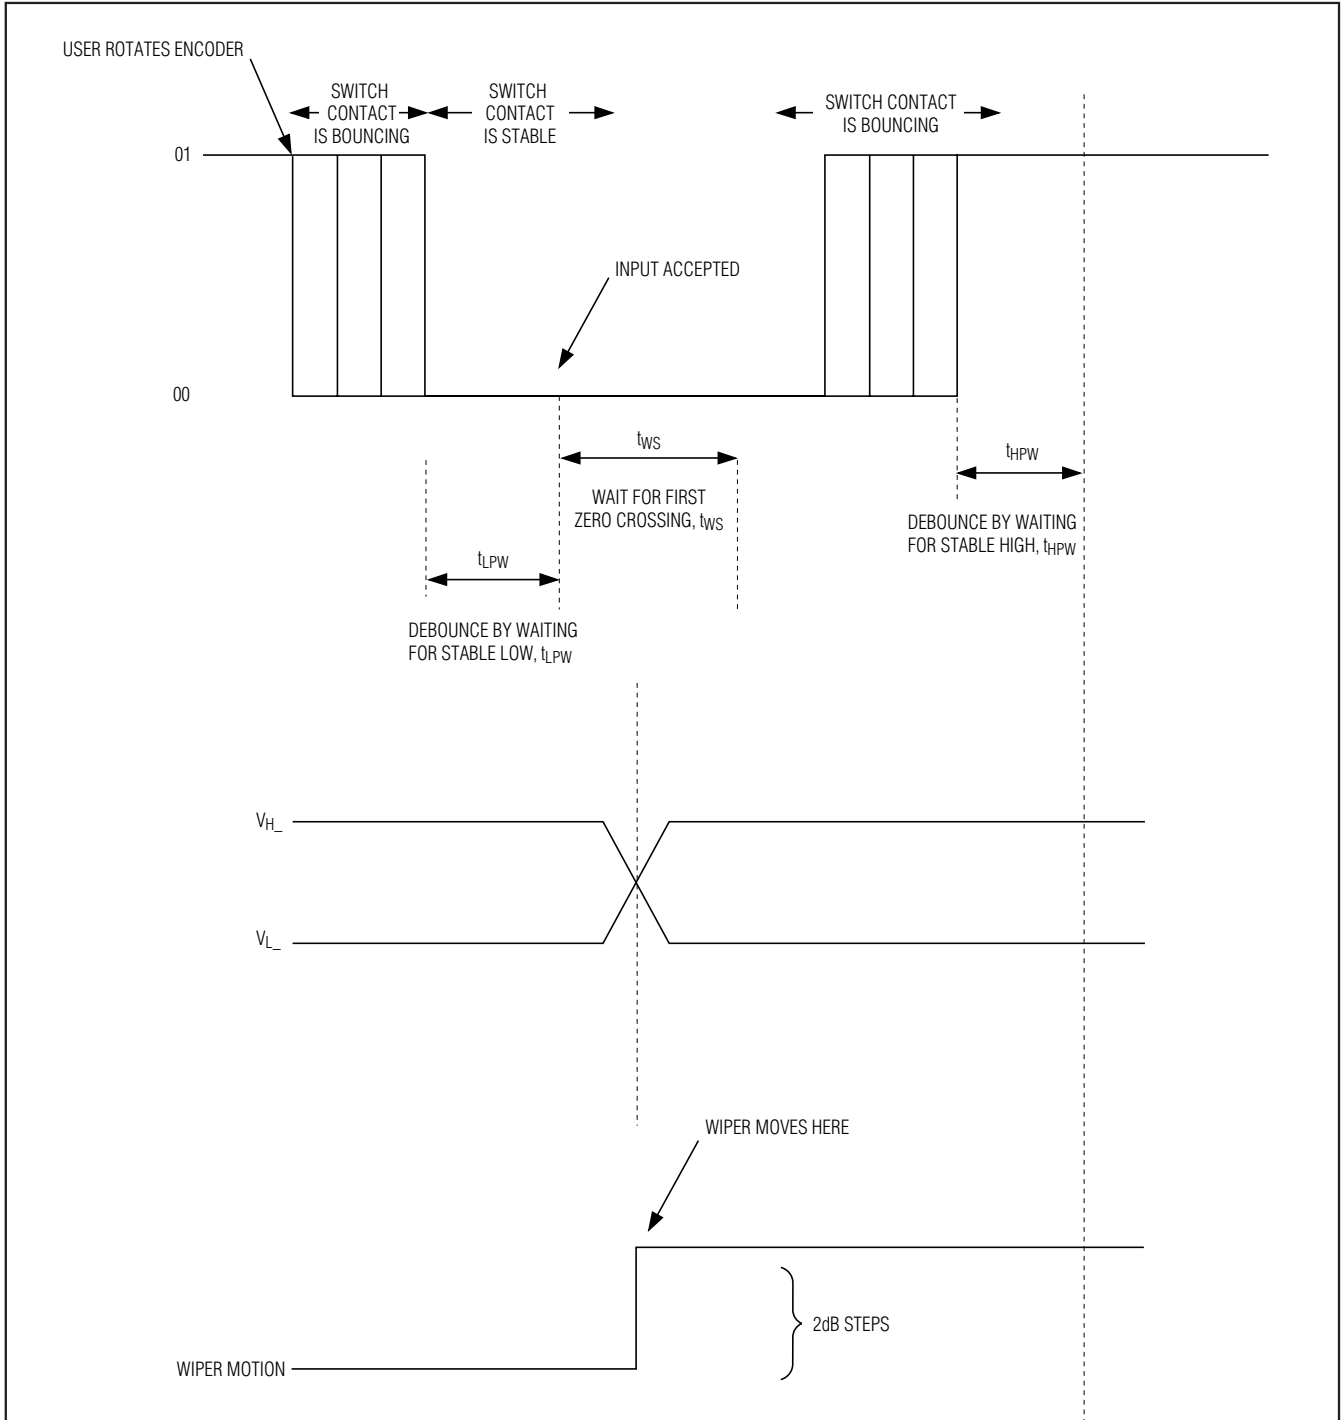 USER ROTATES ENCODER
SWITCH
CONTACT
IS BOUNCING
SWITCH
CONTACT
IS STABLE
SWITCH CONTACT
IS BOUNCING
01
INPUT ACCEPTED
00
tWS
WAIT FOR FIRST
ZERO CROSSING, tWS
tHPW
DEBOUNCE BY WAITING
FOR STABLE HIGH, tHPW
tLPW
DEBOUNCE BY WAITING
FOR STABLE LOW, tLPW
VH_
VL_
WIPER MOVES HERE
2dB STEPS
WIPER MOTION